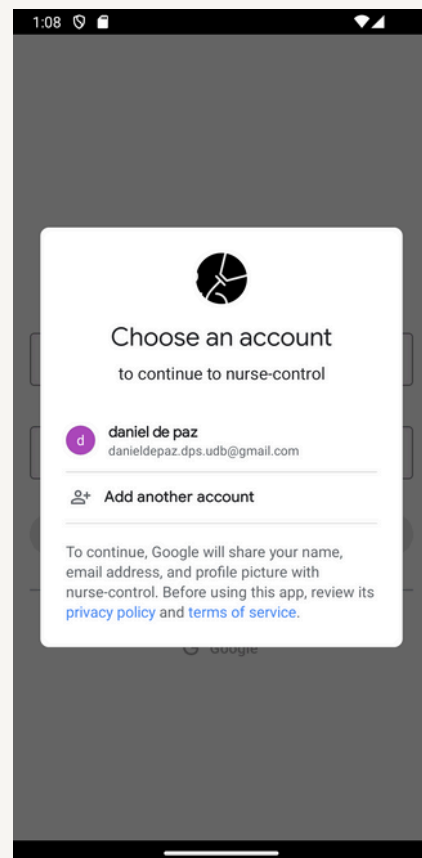 1:08
Choose an account
to continue to nurse-control
d
daniel de paz
danieldepaz.dps.udb@gmail.com
Add another account
To continue, Google will share your name,
email address, and profile picture with
nurse-control. Before using this app, review its
privacy policy and terms of service.
Google